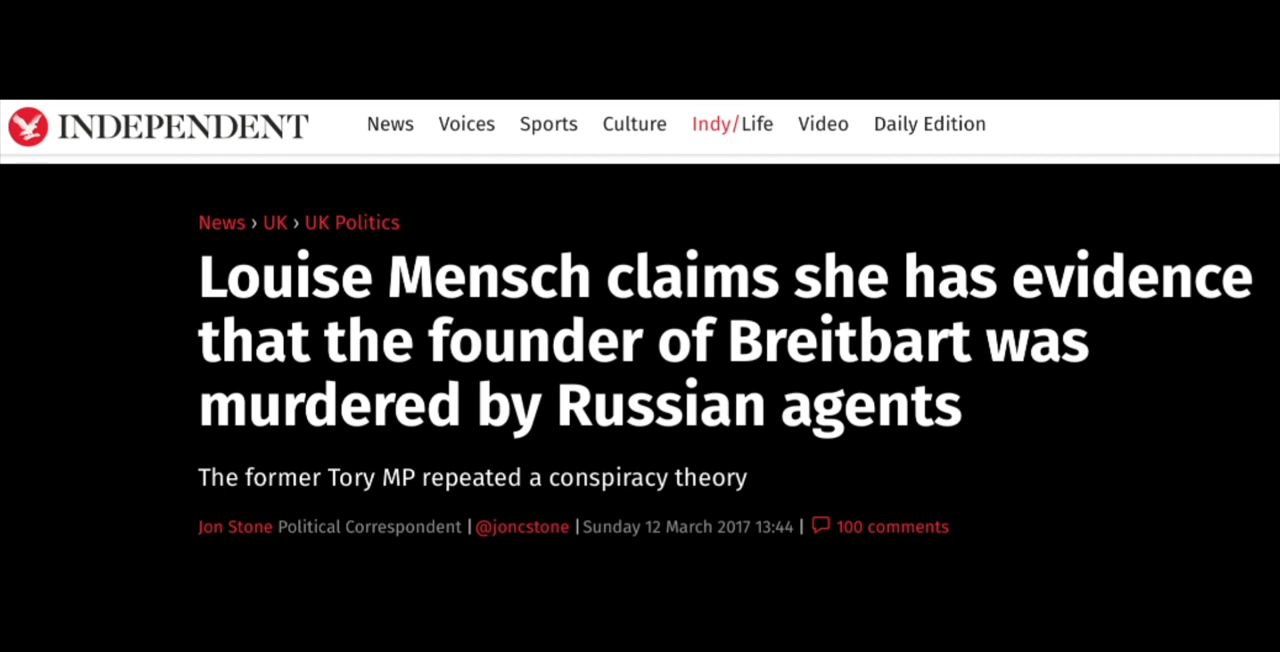 INDEPENDENT News Voices Sports Culture Indy/Life Video Daily Edition
News › UK › UK Politics
Louise Mensch claims she has evidence
that the founder of Breitbart was
murdered by Russian agents
The former Tory MP repeated a conspiracy theory
Jon Stone Political Correspondent | @joncstone | Sunday 12 March 2017 13:44 | 100 comments